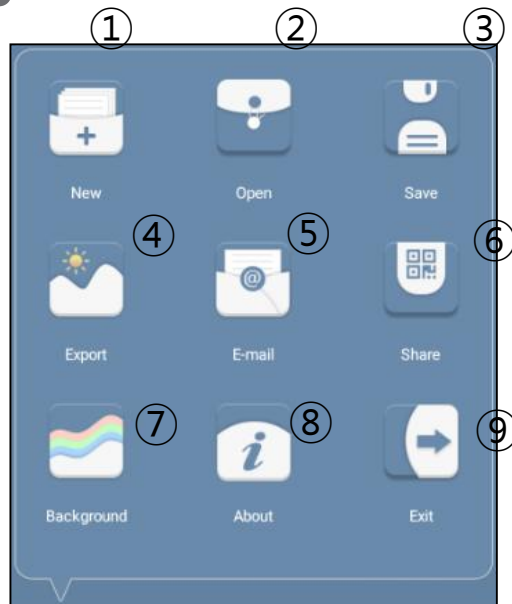 ① ② ③
New Open Save
④ ⑤ ⑥
@
Export E-mail Share
⑦ ⑧ ⑨
i
Background About Exit